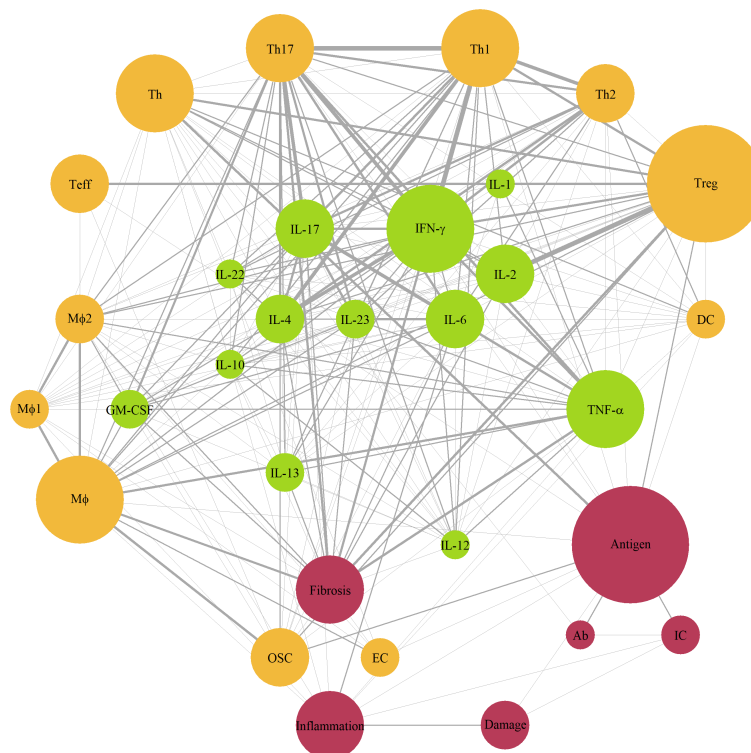 Th17
Th1
Th
Th2
Teff
IL-1
Treg
IL-17
IFN-γ
IL-22
IL-2
Mϕ2
IL-4
IL-23
IL-6
DC
IL-10
Mϕ1
GM-CSF
TNF-α
IL-13
Mϕ
IL-12
Antigen
Fibrosis
Ab
IC
OSC
EC
Inflammation
Damage